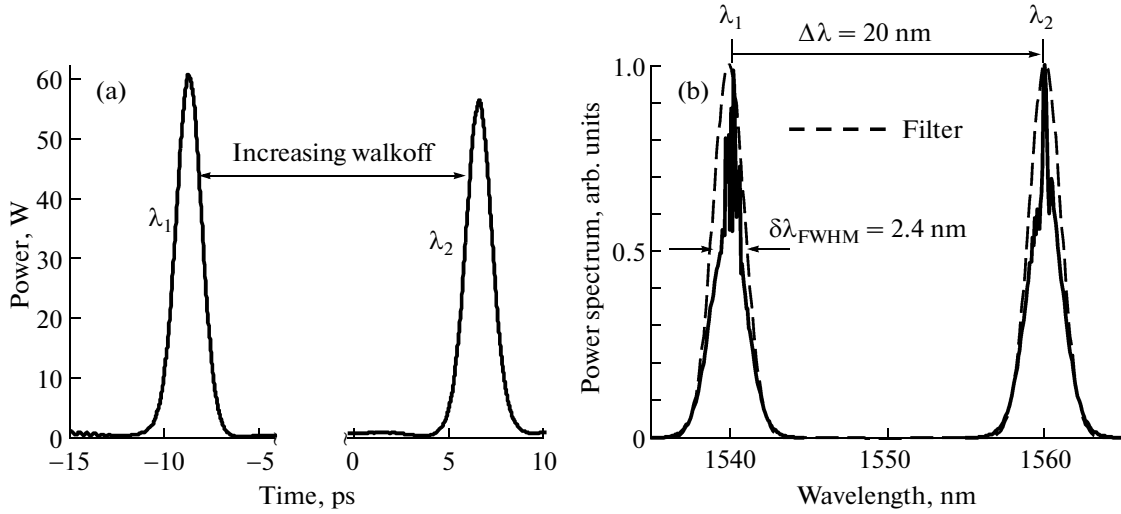 (a)
Increasing walkoff
λ1
λ2
Power, W
60
50
40
30
20
10
0
−15
−10
−5
0
5
10
Time, ps
(b)
λ1
λ2
Δλ = 20 nm
Filter
δλFWHM = 2.4 nm
Power spectrum, arb. units
1.0
0.5
0
1540
1550
1560
Wavelength, nm